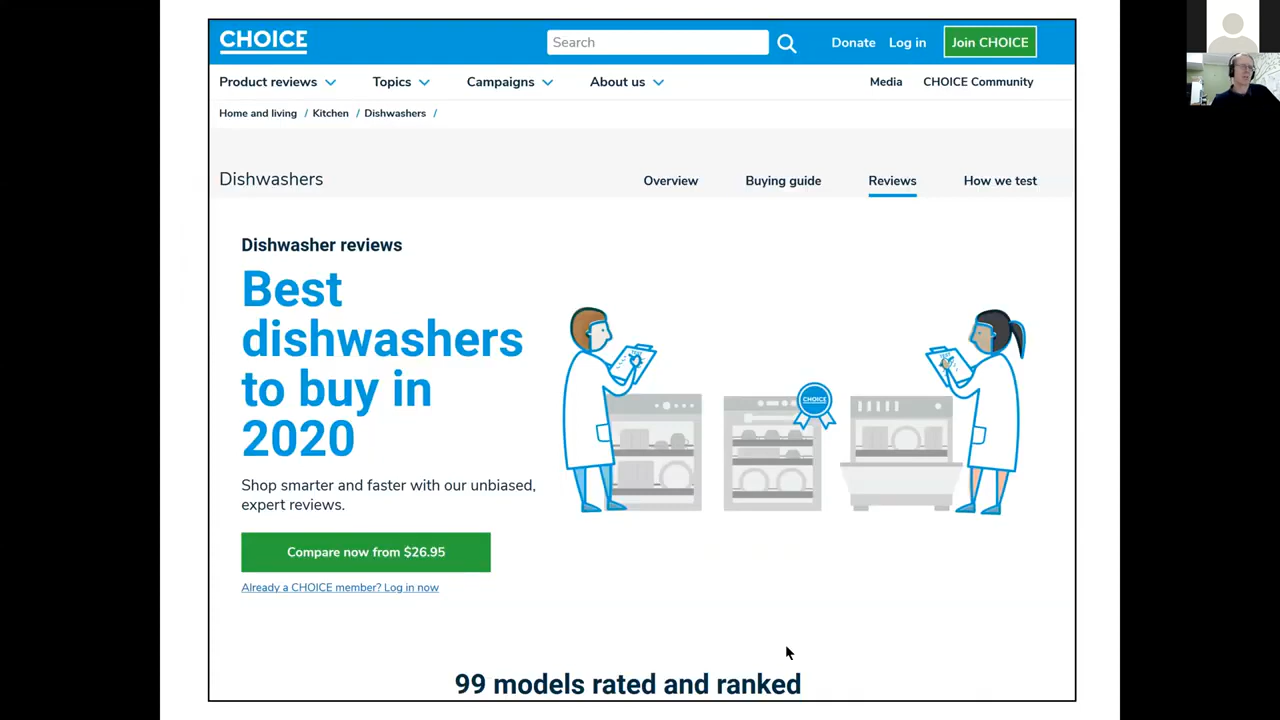 CHOICE
Search
Donate
Log in
Join CHOICE
Product reviews
Topics
Campaigns
About us
Media
CHOICE Community
Home and living / Kitchen / Dishwashers /
Dishwashers
Overview
Buying guide
Reviews
How we test
Dishwasher reviews
Best
dishwashers
to buy in
2020
Shop smarter and faster with our unbiased,
expert reviews.
Compare now from $26.95
Already a CHOICE member? Log in now
TEST
CHOICE
TEST
99 models rated and ranked